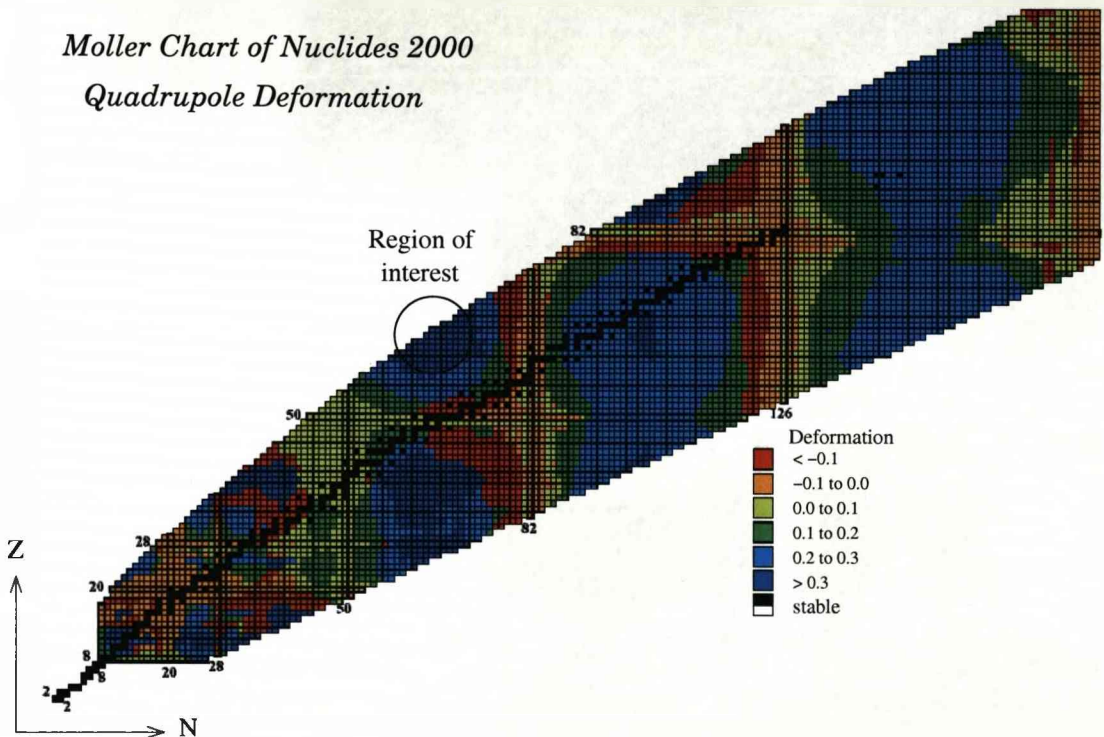 Moller Chart of Nuclides 2000
Quadrupole Deformation
Region of
interest
82
50
28
20
8
2
2
8
20
28
50
82
126
Deformation
< −0.1
−0.1 to 0.0
0.0 to 0.1
0.1 to 0.2
0.2 to 0.3
> 0.3
stable
Z
N